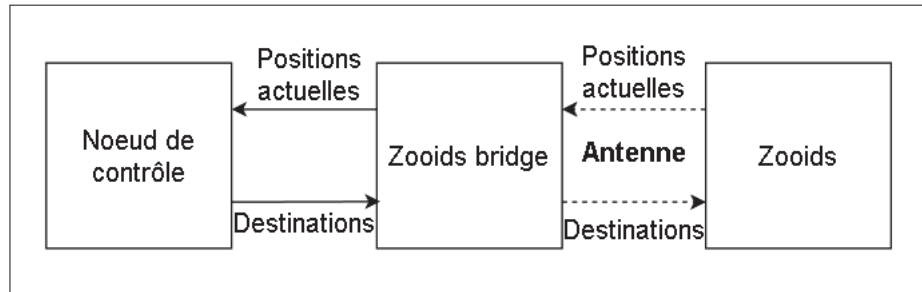 Positions
actuelles
Positions
actuelles
Noeud de
contrôle
Zooids bridge
Antenne
Zooids
Destinations
Destinations